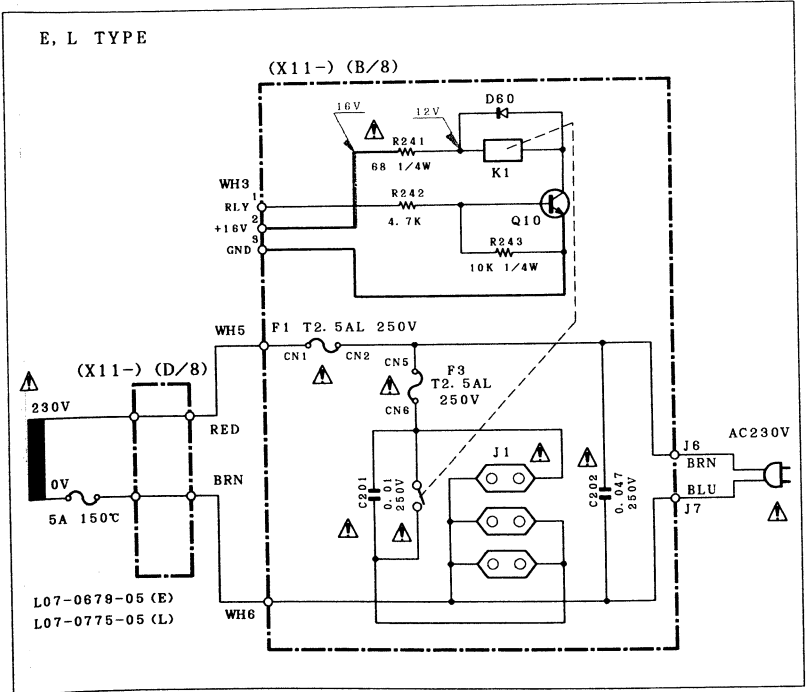 E, L TYPE
(X11-) (B/8)
D60
16V
12V
R241
68 1/4W
K1
WH3
1
RLY
R242
4.7K
Q10
2
+16V
3
GND
R243
10K 1/4W
WH5
F1 T2.5AL 250V
CN1
CN2
CN5
F3
T2.5AL
250V
CN6
(X11-) (D/8)
230V
RED
0V
BRN
5A 150℃
J1
C201
0.01
250V
C202
0.047
250V
J6
BRN
AC230V
BLU
J7
L07-0679-05 (E)
L07-0775-05 (L)
WH6